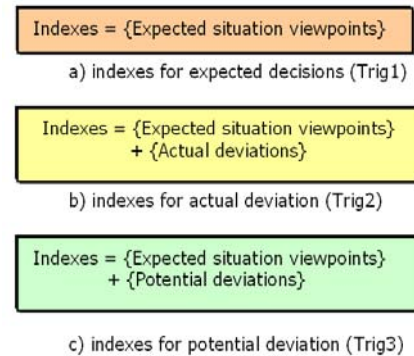 Indexes = {Expected situation viewpoints}
a) indexes for expected decisions (Trig1)
Indexes = {Expected situation viewpoints}
+ {Actual deviations}
b) indexes for actual deviation (Trig2)
Indexes = {Expected situation viewpoints}
+ {Potential deviations}
c) indexes for potential deviation (Trig3)